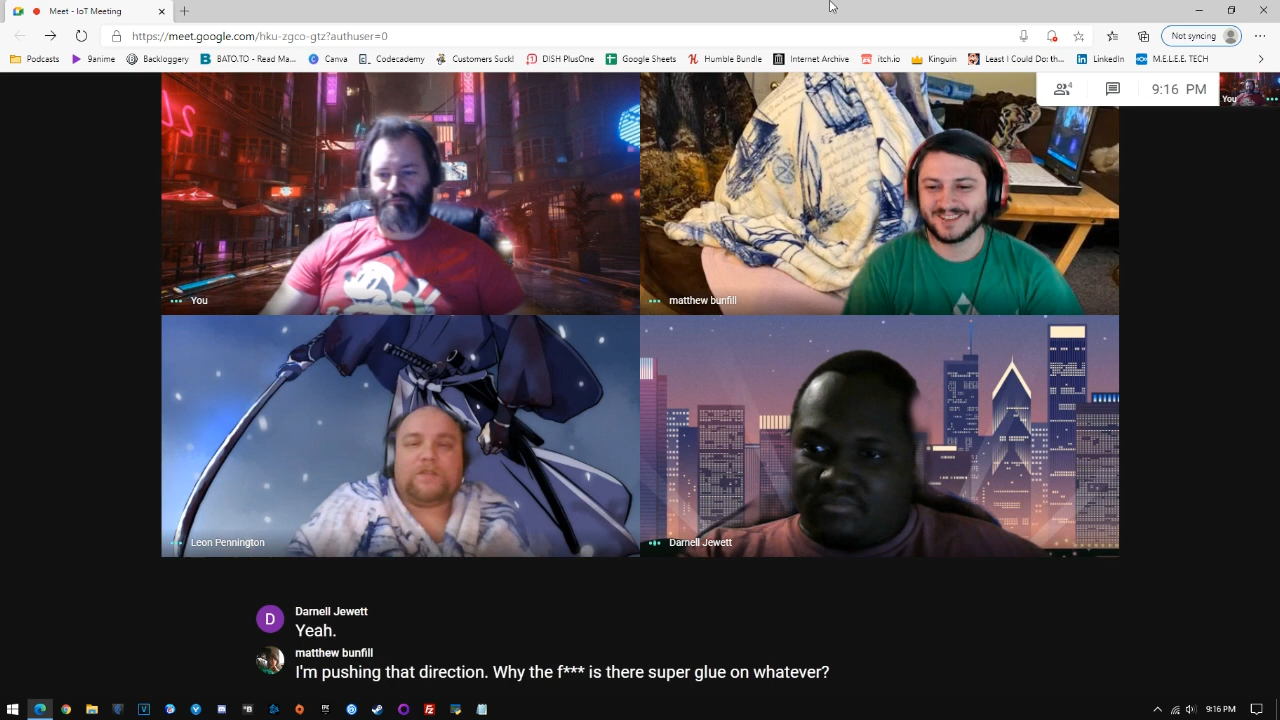 Meet - IoT Meeting
https://meet.google.com/hku-zgco-gtz?authuser=0
Not syncing
Podcasts 9anime Backloggery BATO.TO - Read Ma... Canva Codecademy Customers Suck! DISH PlusOne Google Sheets Humble Bundle Internet Archive itch.io Kinguin Least I Could Do: th... LinkedIn M.E.L.E.E. TECH
4 9:16 PM
You
You
matthew bunfill
Leon Pennington
Darnell Jewett
D
Darnell Jewett
Yeah.
matthew bunfill
I'm pushing that direction. Why the f*** is there super glue on whatever?
9:16 PM